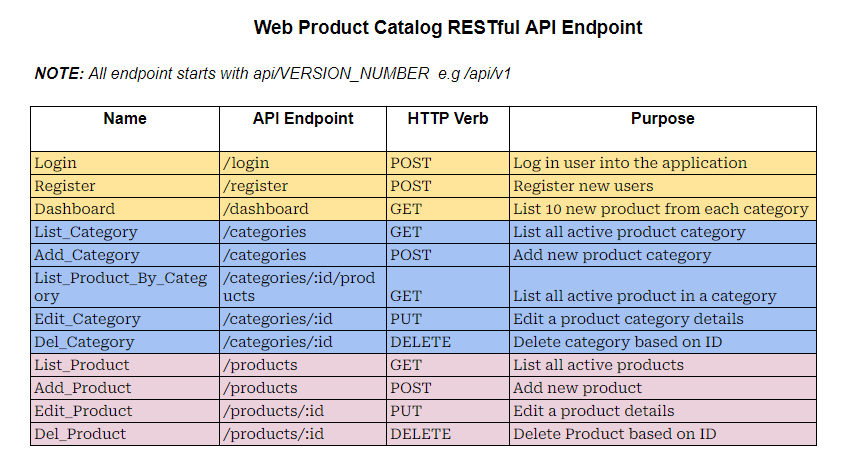 Web Product Catalog RESTful API Endpoint
NOTE: All endpoint starts with api/VERSION_NUMBER e.g /api/v1
Name API Endpoint HTTP Verb Purpose
Login /login POST Log in user into the application
Register /register POST Register new users
Dashboard /dashboard GET List 10 new product from each category
List_Category /categories GET List all active product category
Add_Category /categories POST Add new product category
List_Product_By_Categ /categories/:id/prod
ory ucts GET List all active product in a category
Edit_Category /categories/:id PUT Edit a product category details
Del_Category /categories/:id DELETE Delete category based on ID
List_Product /products GET List all active products
Add_Product /products POST Add new product
Edit_Product /products/:id PUT Edit a product details
Del_Product /products/:id DELETE Delete Product based on ID